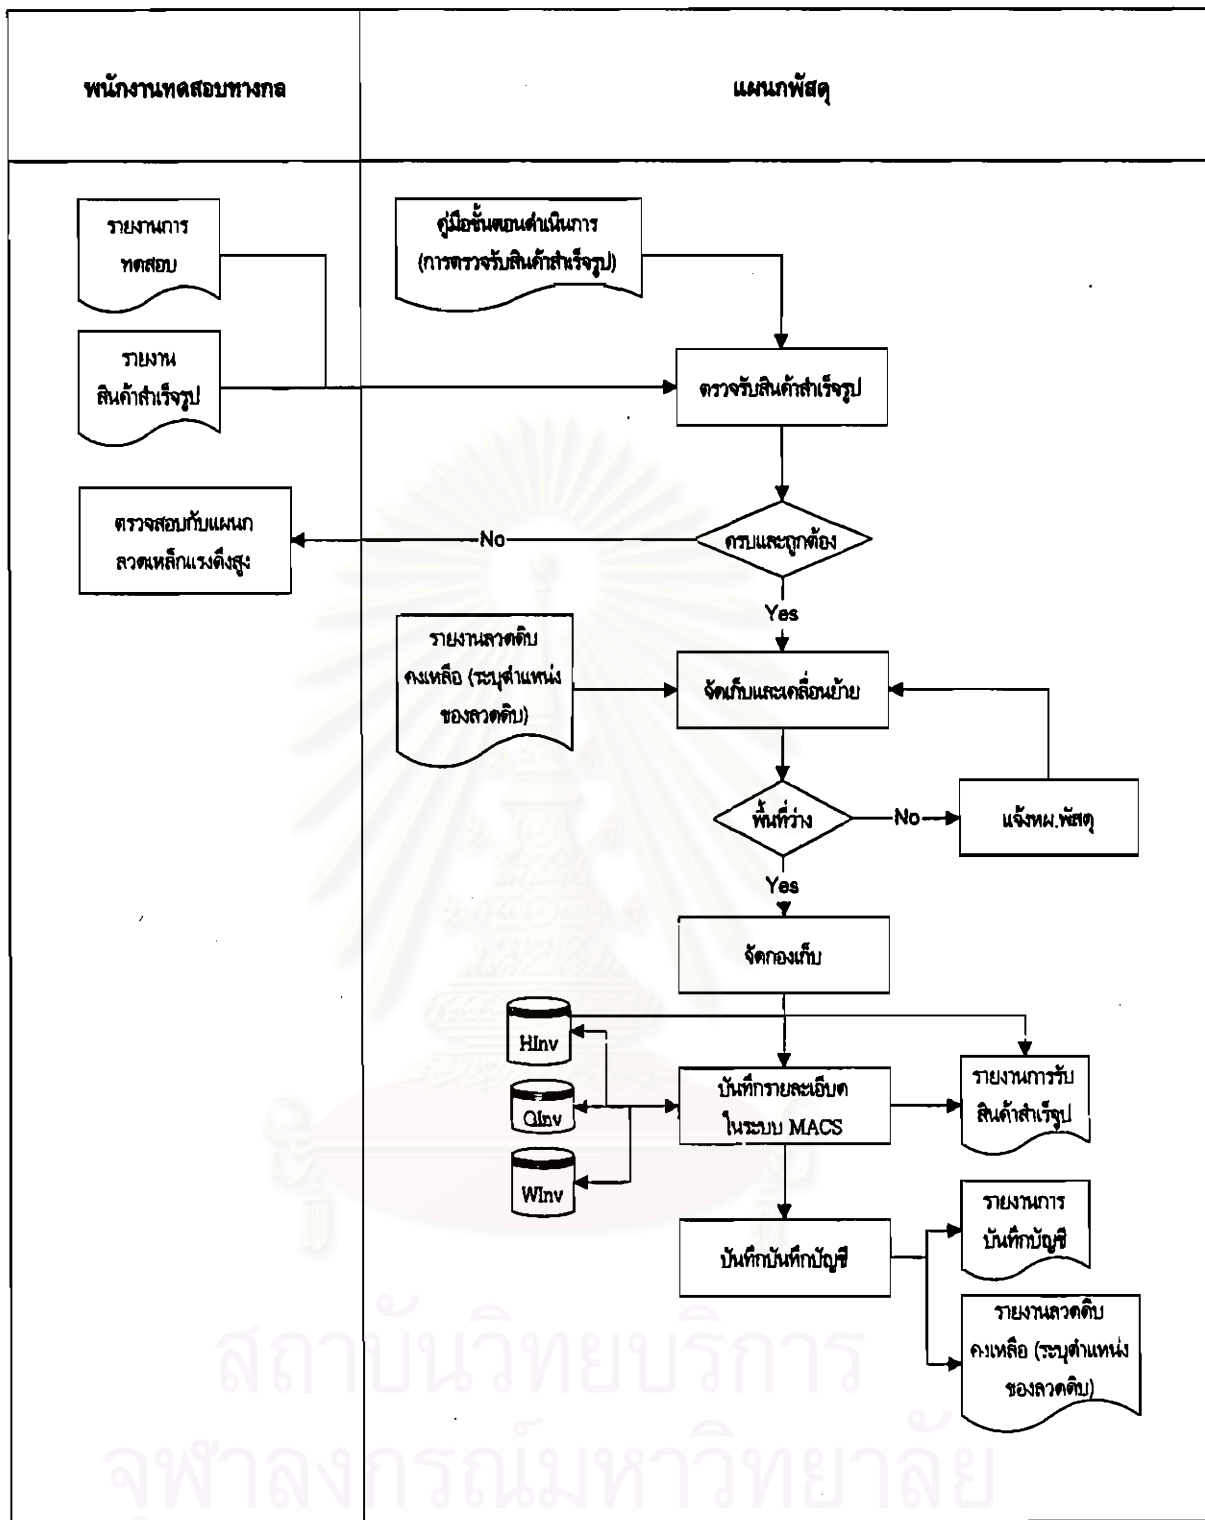 พนักงานทดสอบทางกล
แผนกพัสดุ
รายงานการ
ทดสอบ
คู่มือขั้นตอนดำเนินการ
(การตรวจรับสินค้าสำเร็จรูป)
รายงาน
สินค้าสำเร็จรูป
ตรวจรับสินค้าสำเร็จรูป
ตรวจสอบกับแผนก
ลวดเหล็กแรงดึงสูง
No
ครบและถูกต้อง
Yes
รายงานลวดดิบ
คงเหลือ (ระบุตำแหน่ง
ของลวดดิบ)
จัดเก็บและเคลื่อนย้าย
พื้นที่ว่าง
No
แจ้งหผ.พัสดุ
Yes
จัดกองเก็บ
HInv
QInv
WInv
บันทึกรายละเอียด
ในระบบ MACS
รายงานการรับ
สินค้าสำเร็จูป
บันทึกบันทึกบัญชี
รายงานการ
บันทึกบัญชี
รายงานลวดดิบ
คงเหลือ (ระบุตำแหน่ง
ของลวดดิบ)
สถาบันวิทยบริการ
จุฬาลงกรณ์มหาวิทยาลัย